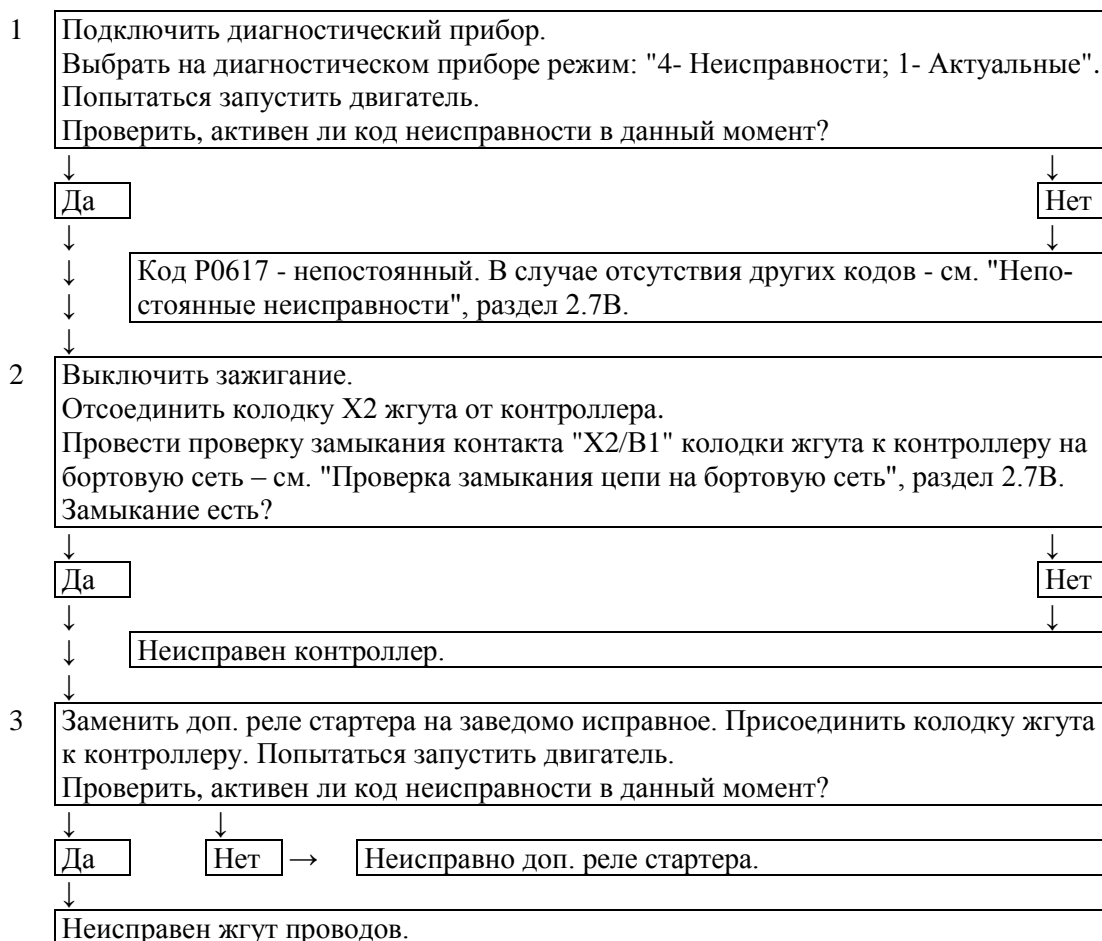 1 Подключить диагностический прибор.
Выбрать на диагностическом приборе режим: "4- Неисправности; 1- Актуальные".
Попытаться запустить двигатель.
Проверить, активен ли код неисправности в данный момент?
↓ ↓
Да Нет
↓ ↓
↓ Код Р0617 - непостоянный. В случае отсутствия других кодов - см. "Непо-
↓ стоянные неисправности", раздел 2.7В.
↓
2 Выключить зажигание.
Отсоединить колодку Х2 жгута от контроллера.
Провести проверку замыкания контакта "Х2/В1" колодки жгута к контроллеру на
бортовую сеть – см. "Проверка замыкания цепи на бортовую сеть", раздел 2.7В.
Замыкание есть?
↓ ↓
Да Нет
↓ ↓
↓ Неисправен контроллер.
↓
3 Заменить доп. реле стартера на заведомо исправное. Присоединить колодку жгута
к контроллеру. Попытаться запустить двигатель.
Проверить, активен ли код неисправности в данный момент?
↓ ↓
Да Нет → Неисправно доп. реле стартера.
↓
Неисправен жгут проводов.